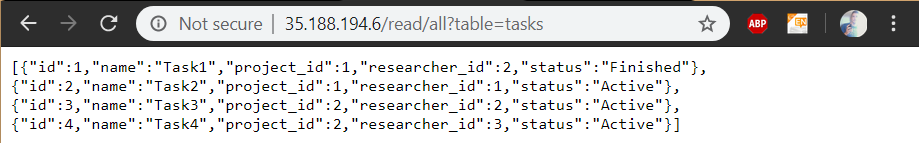 Not secure | 35.188.194.6/read/all?table=tasks
ABP
EN
[{"id":1,"name":"Task1","project_id":1,"researcher_id":2,"status":"Finished"},
{"id":2,"name":"Task2","project_id":1,"researcher_id":1,"status":"Active"},
{"id":3,"name":"Task3","project_id":2,"researcher_id":2,"status":"Active"},
{"id":4,"name":"Task4","project_id":2,"researcher_id":3,"status":"Active"}]